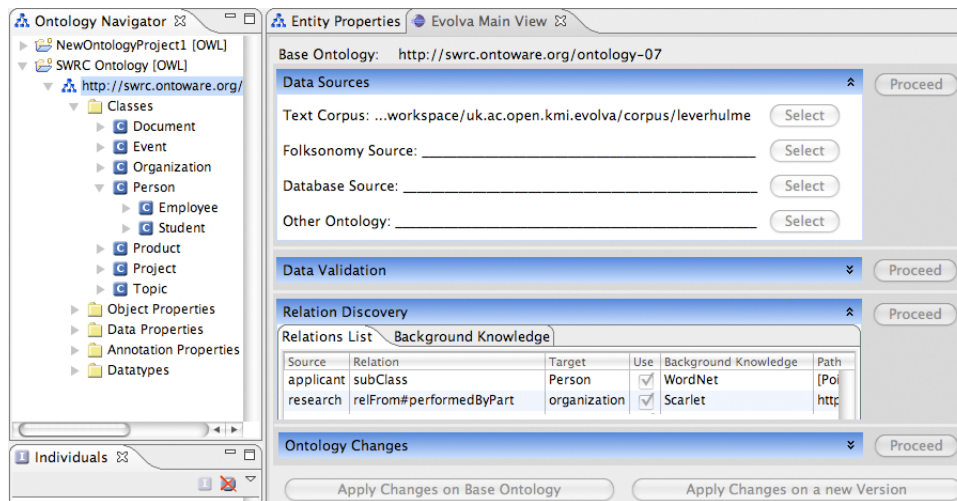 Ontology Navigator
NewOntologyProject1 [OWL]
SWRC Ontology [OWL]
http://swrc.ontoware.org/
Classes
C Document
C Event
C Organization
C Person
C Employee
C Student
C Product
C Project
C Topic
Object Properties
Data Properties
Annotation Properties
Datatypes
I Individuals
I
Entity Properties
Evolva Main View
Base Ontology: http://swrc.ontoware.org/ontology-07
Data Sources
Proceed
Text Corpus: ...workspace/uk.ac.open.kmi.evolva/corpus/leverhulme Select
Folksonomy Source: Select
Database Source: Select
Other Ontology: Select
Data Validation
Proceed
Relation Discovery
Proceed
Relations List Background Knowledge
Source Relation Target Use Background Knowledge Path
applicant subClass Person WordNet [Poi
research relFrom#performedByPart organization Scarlet http
Ontology Changes
Proceed
Apply Changes on Base Ontology Apply Changes on a new Version